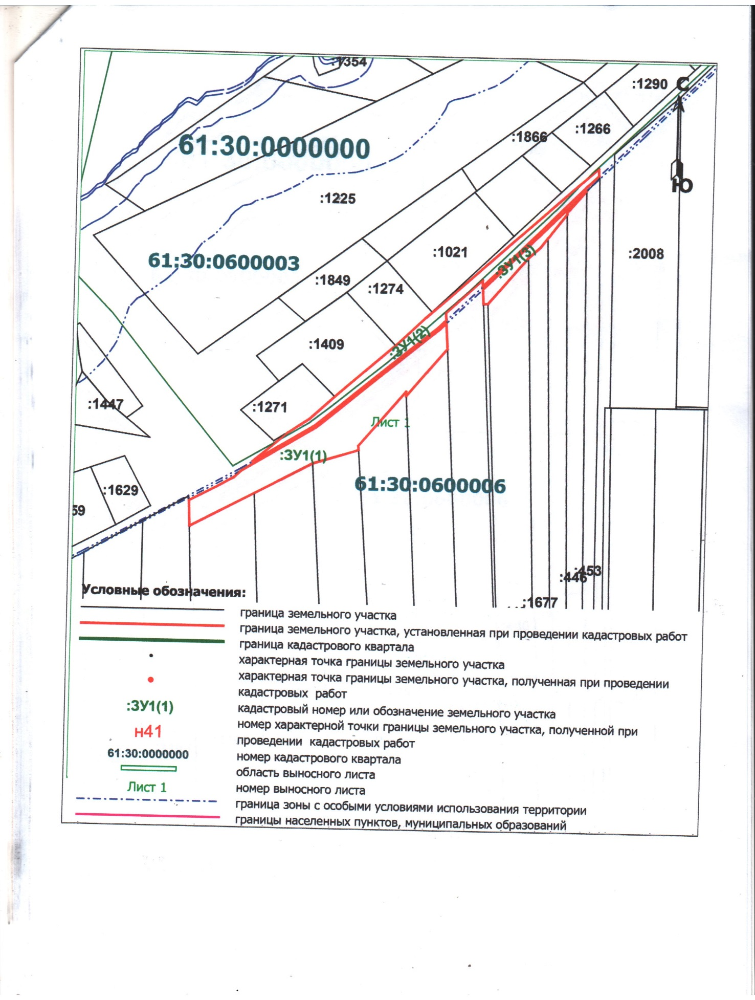 :1354
:1290 С
:1266
:1866
61:30:0000000
Ю
:1225
:1021
:2008
:ЗУ1(3)
61:30:0600003
:1849
:1274
:1409
:ЗУ1(2)
:1447
:1271
Лист 1
:ЗУ1(1)
61:30:0600006
:1629
59
:453
:446
:1677
Условные обозначения:
граница земельного участка
граница земельного участка, установленная при проведении кадастровых работ
граница кадастрового квартала
характерная точка границы земельного участка
характерная точка границы земельного участка, полученная при проведении
кадастровых работ
:ЗУ1(1) кадастровый номер или обозначение земельного участка
н41 номер характерной точки границы земельного участка, полученной при
проведении кадастровых работ
61:30:0000000 номер кадастрового квартала
область выносного листа
Лист 1 номер выносного листа
граница зоны с особыми условиями использования территории
границы населенных пунктов, муниципальных образований